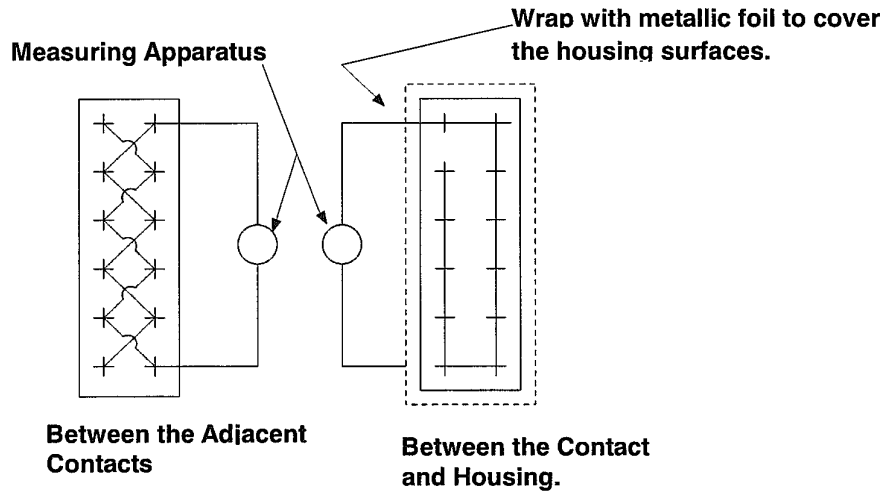 Wrap with metallic foil to cover
the housing surfaces.
Measuring Apparatus
Between the Adjacent
Contacts
Between the Contact
and Housing.